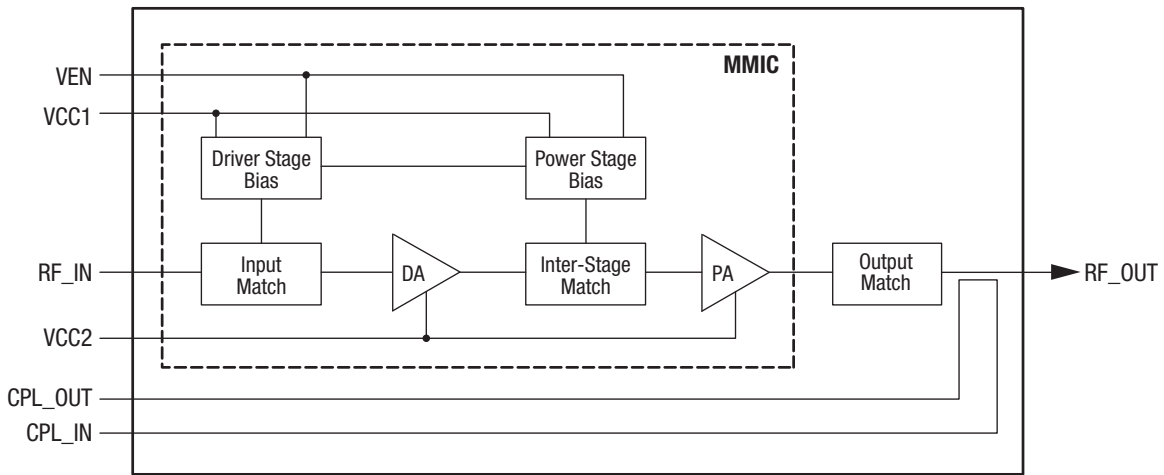 MMIC
VEN
VCC1
Driver Stage
Bias
Power Stage
Bias
RF_IN
Input
Match
DA
Inter-Stage
Match
PA
Output
Match
RF_OUT
VCC2
CPL_OUT
CPL_IN